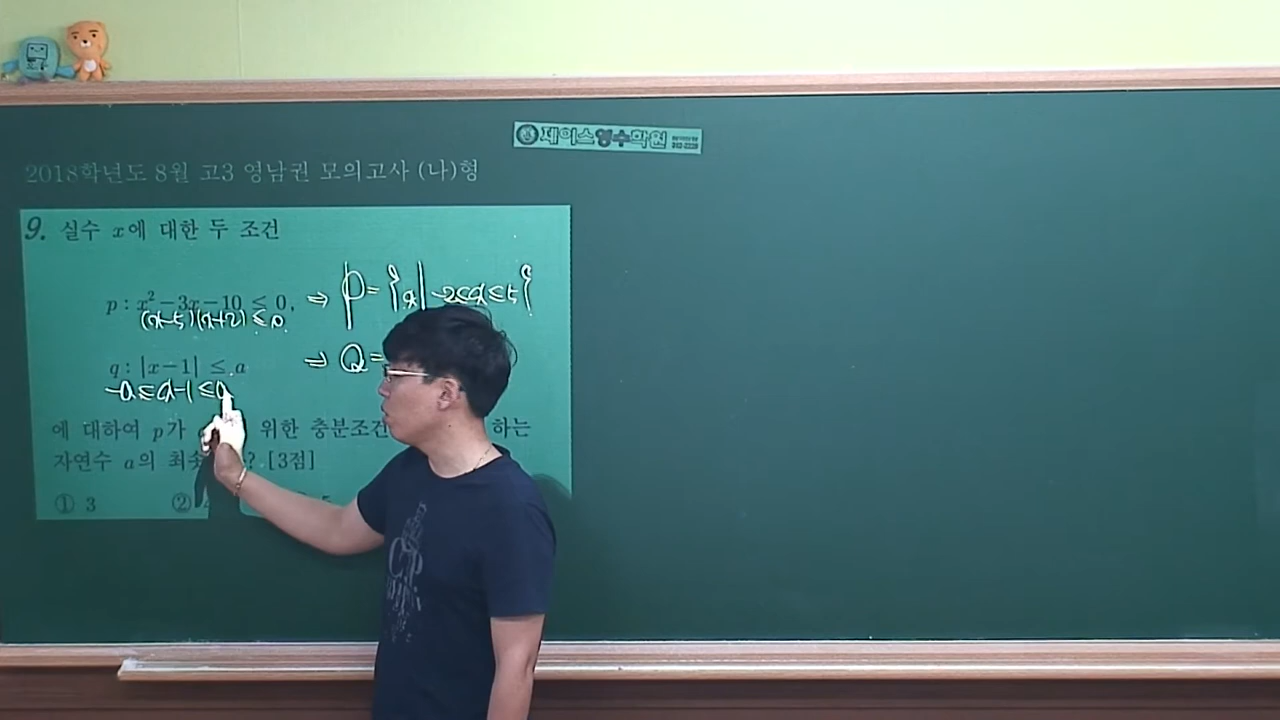 제이스영수학원
2018학년도 8월 고3 영남권 모의고사 (나)형
9. 실수 x에 대한 두 조건
p : x² − 3x − 10 ≤ 0, ⇒ P = {x | −2 ≤ x ≤ 5}
(x−5)(x+2) ≤ 0
q : |x − 1| ≤ a ⇒ Q =
−a ≤ x−1 ≤ a
에 대하여 p가 위한 충분조건 하는
자연수 a의 ? [3점]
① 3 ②